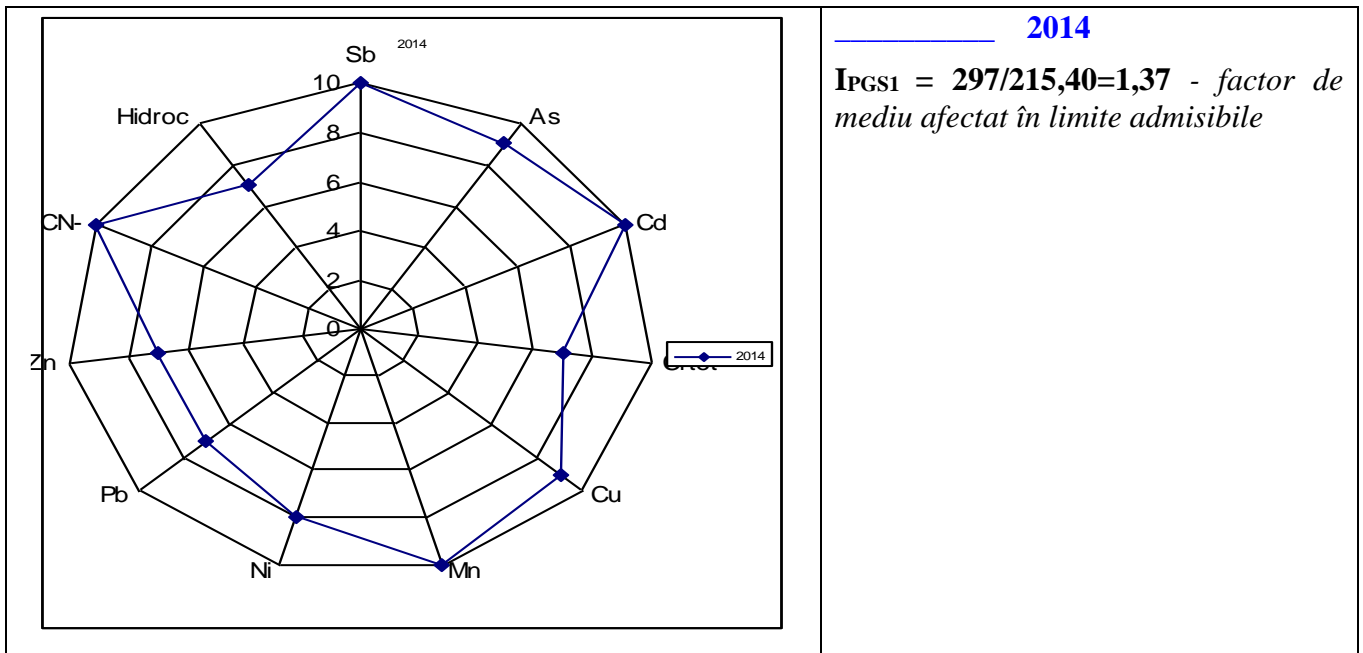 2014
Sb
10
Hidroc
As
8
6
CN-
Cd
4
2
0
2014
Zn
Pb
Cu
Ni
Mn
__________ 2014
IPGS1 = 297/215,40=1,37 - factor de
mediu afectat în limite admisibile